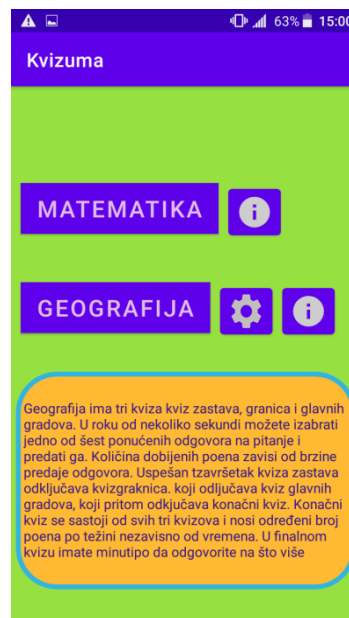 63% 15:00
Kvizuma
MATEMATIKA
GEOGRAFIJA
Geografija ima tri kviza kviz zastava, granica i glavnih
gradova. U roku od nekoliko sekundi možete izabrati
jedno od šest ponućenih odgovora na pitanje i
predati ga. Količina dobijenih poena zavisi od brzine
predaje odgovora. Uspešan tzavršetak kviza zastava
odključava kvizgraknica. koji odljučava kviz glavnih
gradova, koji pritom odkjučava konačni kviz. Konačni
kviz se sastoji od svih tri kvizova i nosi određeni broj
poena po težini nezavisno od vremena. U finalnom
kvizu imate minutipo da odgovorite na što više